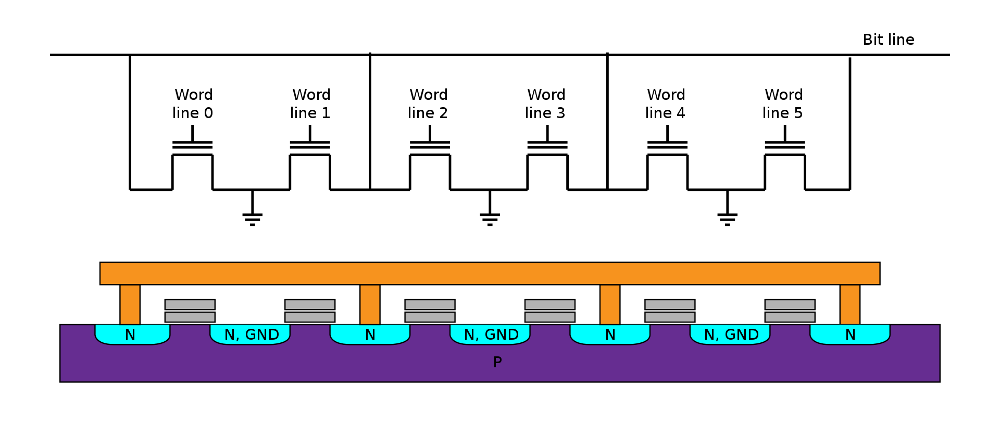 Bit line
Word
line 0
Word
line 1
Word
line 2
Word
line 3
Word
line 4
Word
line 5
N
N, GND
N
N, GND
N
N, GND
N
P